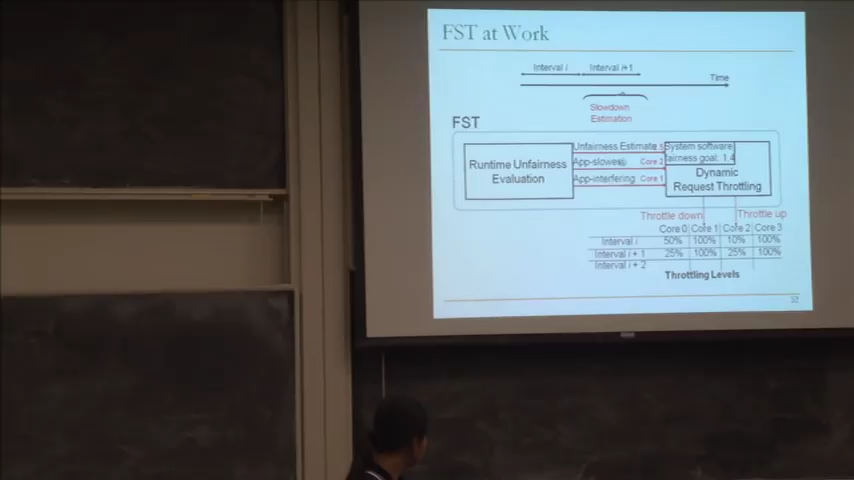 FST at Work
Interval i Interval i+1
Time
Slowdown
Estimation
FST
Runtime Unfairness
Evaluation
Unfairness Estimate
App-slowest Core 2
App-interfering Core 1
System software
fairness goal: 1.4
Dynamic
Request Throttling
Throttle down Throttle up
Core 0 Core 1 Core 2 Core 3
Interval i 50% 100% 10% 100%
Interval i + 1 25% 100% 25% 100%
Interval i + 2
Throttling Levels